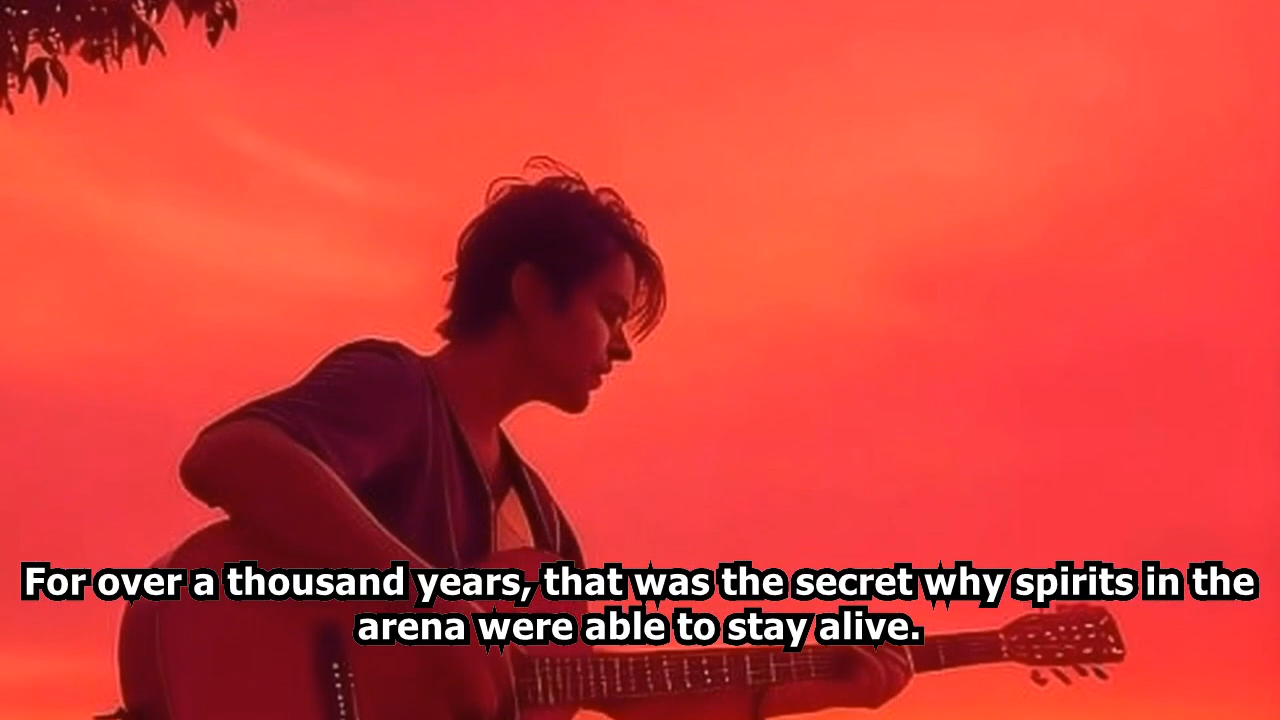 For over a thousand years, that was the secret why spirits in the
arena were able to stay alive.